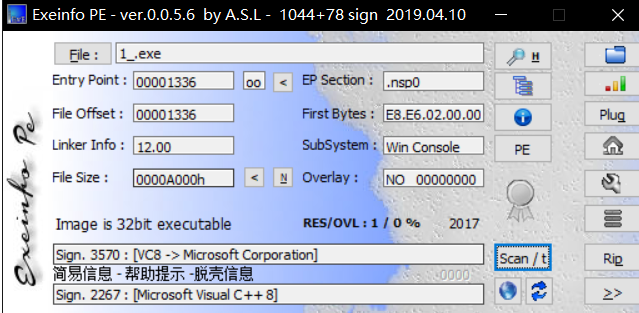 Exeinfo PE - ver.0.0.5.6 by A.S.L - 1044+78 sign 2019.04.10
File : 1_.exe H
Entry Point : 00001336 oo < EP Section : .nsp0
File Offset : 00001336 First Bytes : E8.E6.02.00.00 Plug
Linker Info : 12.00 SubSystem : Win Console PE
File Size : 0000A000h < N Overlay : NO 00000000
Image is 32bit executable RES/OVL : 1 / 0 % 2017
Exeinfo Pe
Sign. 3570 : [VC8 -> Microsoft Corporation] Scan / t Rip
简易信息 - 帮助提示 -脱壳信息 -0000
Sign. 2267 : [Microsoft Visual C++ 8] >>